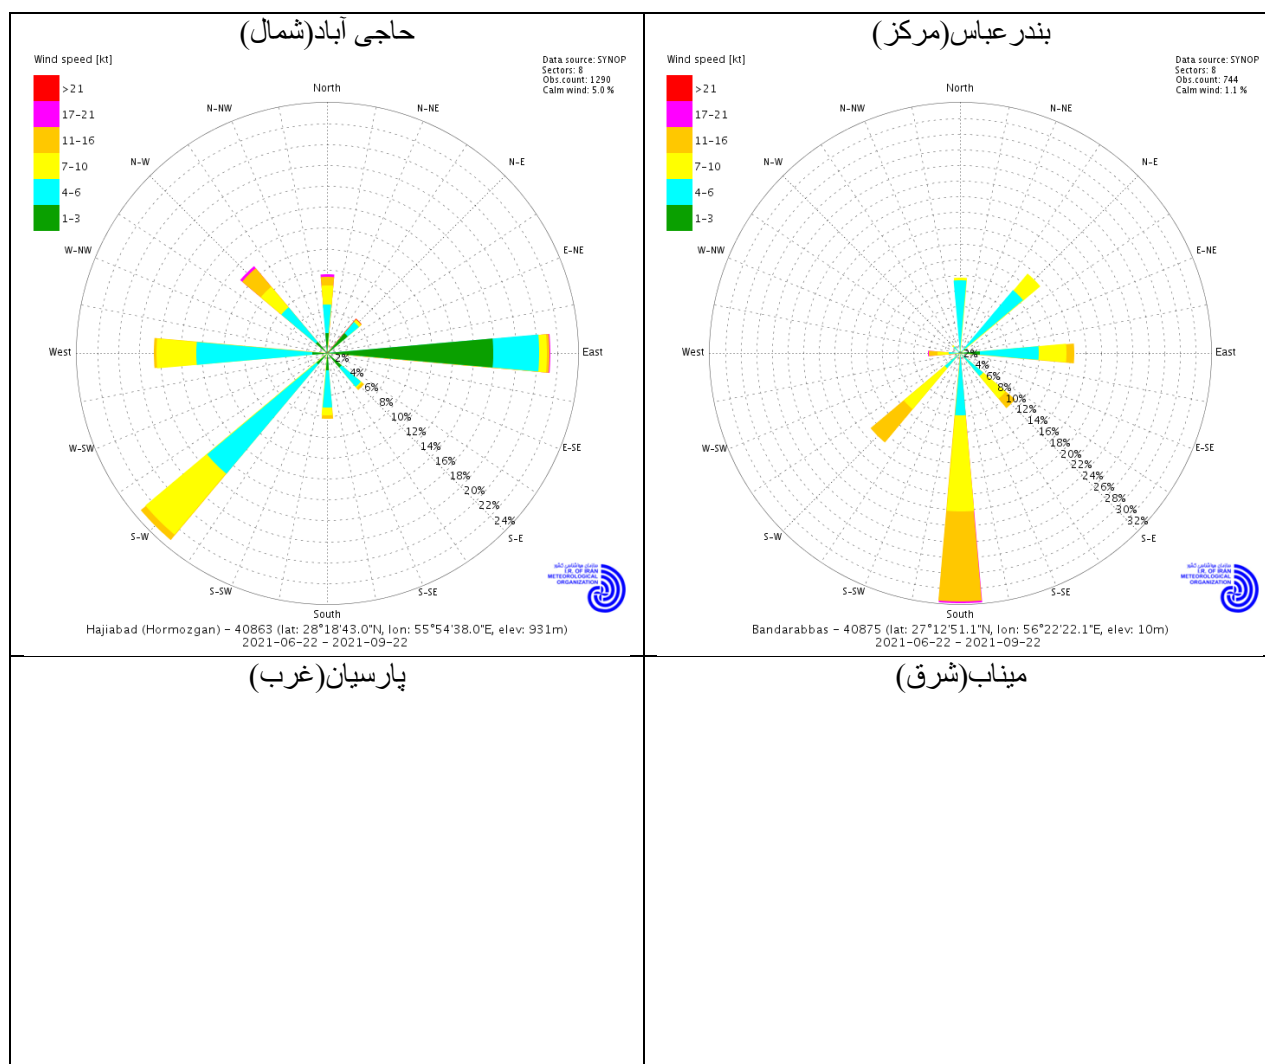 حاجی آباد(شمال)
Wind speed [kt]
>21
17-21
11-16
7-10
4-6
1-3
Data source: SYNOP
Sectors: 8
Obs.count: 1290
Calm wind: 5.0 %
North
N-NW
N-NE
N-W
N-E
W-NW
E-NE
West
East
W-SW
E-SE
S-W
S-E
S-SW
S-SE
South
2%
4%
6%
8%
10%
12%
14%
16%
18%
20%
22%
24%
I.R. OF IRAN
METEOROLOGICAL
ORGANIZATION
Hajiabad (Hormozgan) - 40863 (lat: 28°18'43.0"N, lon: 55°54'38.0"E, elev: 931m)
2021-06-22 - 2021-09-22
بندرعباس(مرکز)
Wind speed [kt]
>21
17-21
11-16
7-10
4-6
1-3
Data source: SYNOP
Sectors: 8
Obs.count: 744
Calm wind: 1.1 %
North
N-NW
N-NE
N-W
N-E
W-NW
E-NE
West
East
W-SW
E-SE
S-W
S-E
S-SW
S-SE
South
2%
4%
6%
8%
10%
12%
14%
16%
18%
20%
22%
24%
26%
28%
30%
32%
I.R. OF IRAN
METEOROLOGICAL
ORGANIZATION
Bandarabbas - 40875 (lat: 27°12'51.1"N, lon: 56°22'22.1"E, elev: 10m)
2021-06-22 - 2021-09-22
پارسیان(غرب)
میناب(شرق)